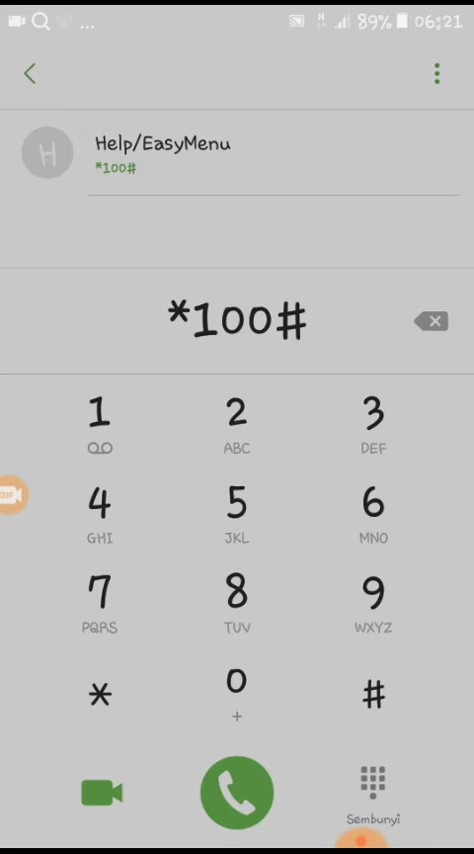 ... H 89% 06:21
H Help/EasyMenu
*100#
*100#
1 2 3
ABC DEF
4 5 6
GHI JKL MNO
7 8 9
PQRS TUV WXYZ
* 0 #
+
Sembunyi
GIF